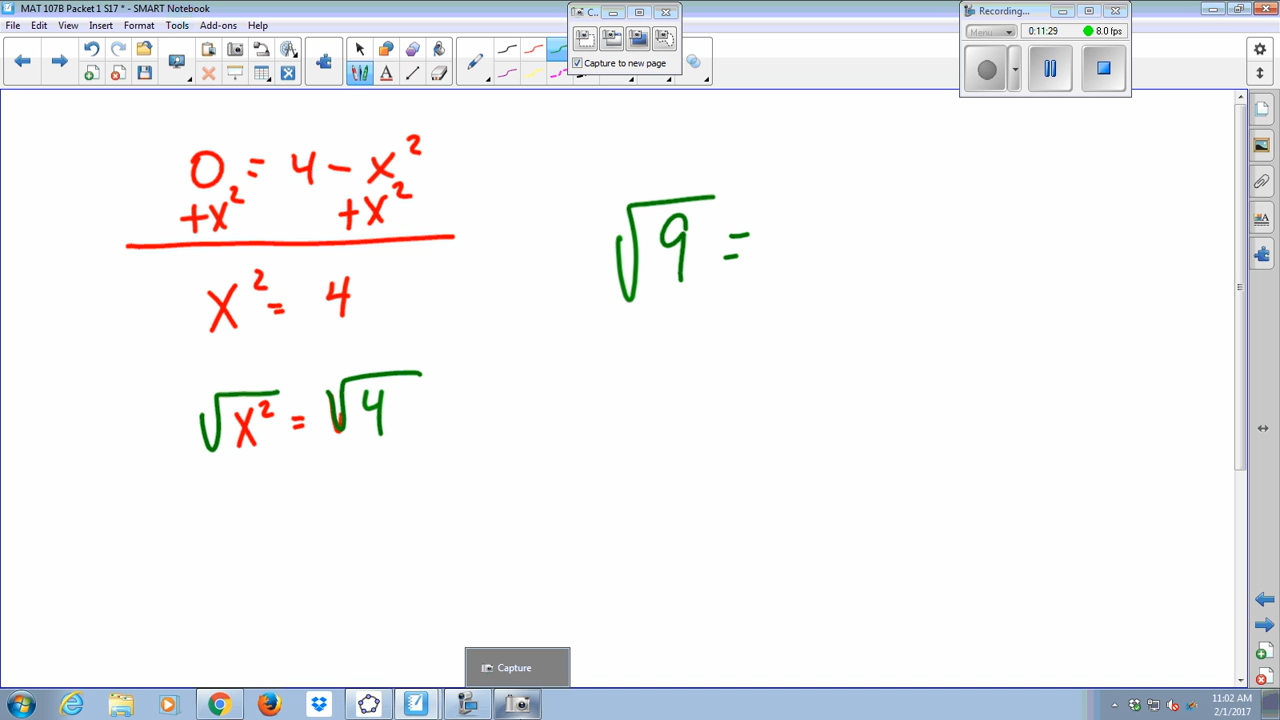 MAT 107B Packet 1 S17 * - SMART Notebook
File Edit View Insert Format Tools Add-ons Help
C..
Capture to new page
Recording...
Menu
0:11:29
8.0 fps
0 = 4 - x²
+x² +x²
x² = 4
√x² = √4
√9 =
Capture
11:02 AM
2/1/2017